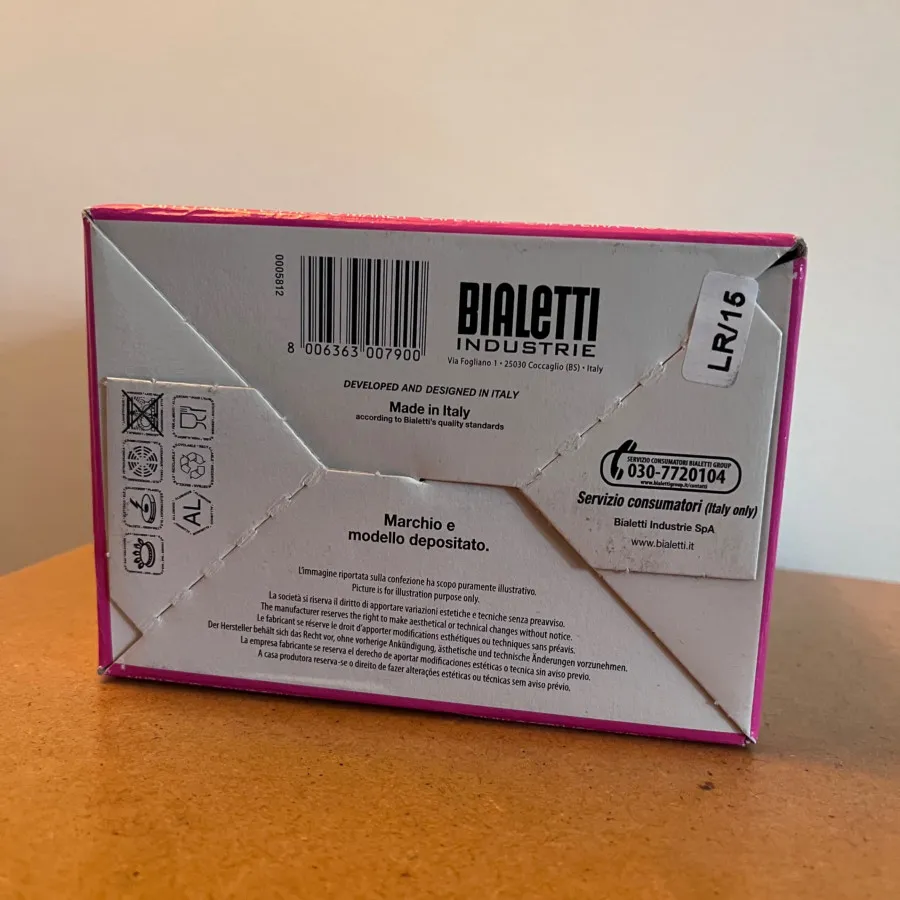 0005812
8 006363 007900
BIALETTI
INDUSTRIE
Via Fogliano 1 • 25030 Coccaglio (BS) • Italy
LR/15
DEVELOPED AND DESIGNED IN ITALY
Made in Italy
according to Bialetti's quality standards
AL
SERVIZIO CONSUMATORI BIALETTI GROUP
030-7720104
www.bialettigroup.it/contatti
Servizio consumatori (Italy only)
Bialetti Industrie SpA
www.bialetti.it
Marchio e
modello depositato.
L'immagine riportata sulla confezione ha scopo puramente illustrativo.
Picture is for illustration purpose only.
La società si riserva il diritto di apportare variazioni estetiche e tecniche senza preavviso.
The manufacturer reserves the right to make aesthetical or technical changes without notice.
Le fabricant se réserve le droit d'apporter modifications esthétiques ou techniques sans préavis.
Der Hersteller behält sich das Recht vor, ohne vorherige Ankündigung, ästhetische und technische Änderungen vorzunehmen.
La empresa fabricante se reserva el derecho de aportar modificaciones estéticas o tecnica sin aviso previo.
A casa produtora reserva-se o direito de fazer alterações estéticas ou técnicas sem aviso prévio.